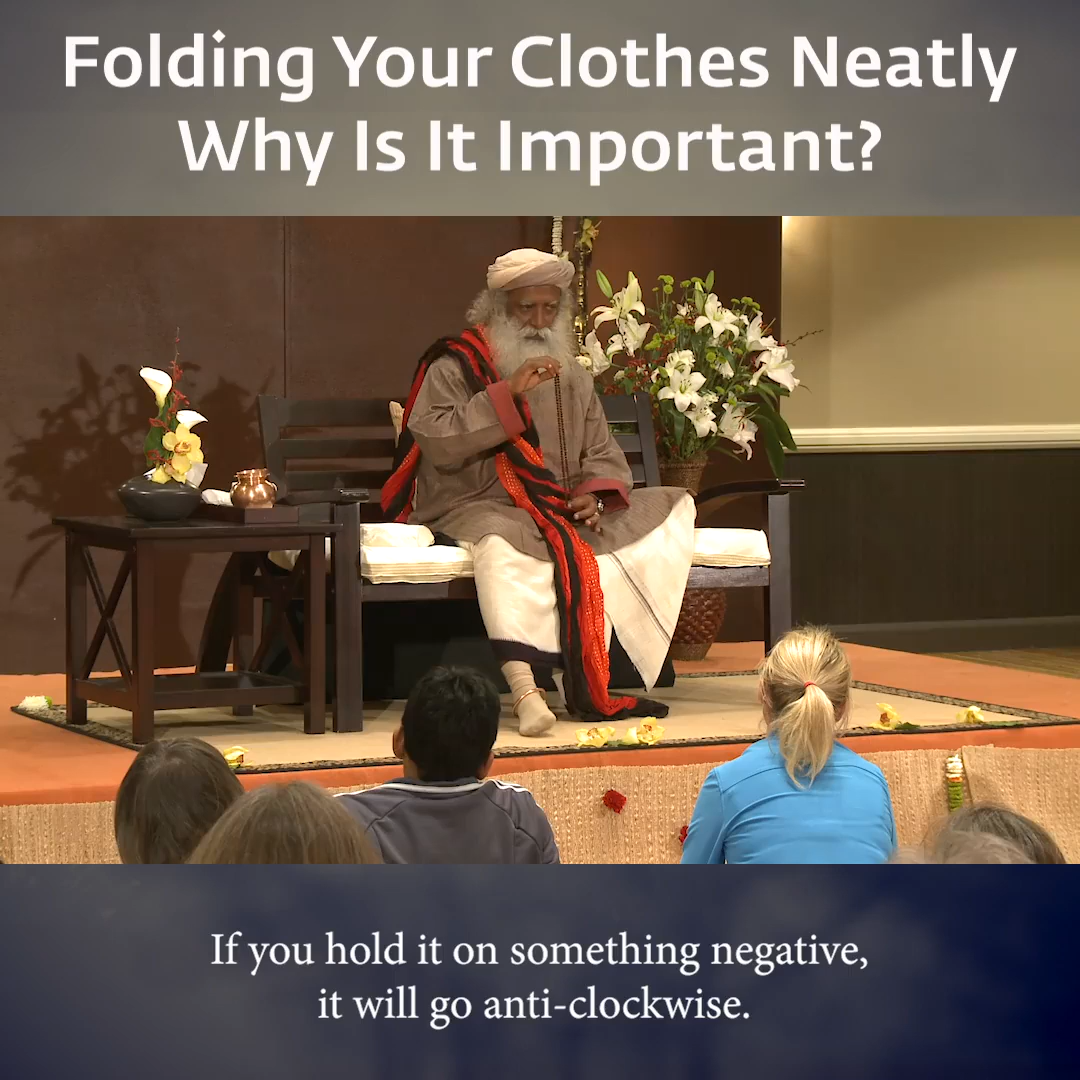 Folding Your Clothes Neatly
Why Is It Important?
If you hold it on something negative,
it will go anti-clockwise.